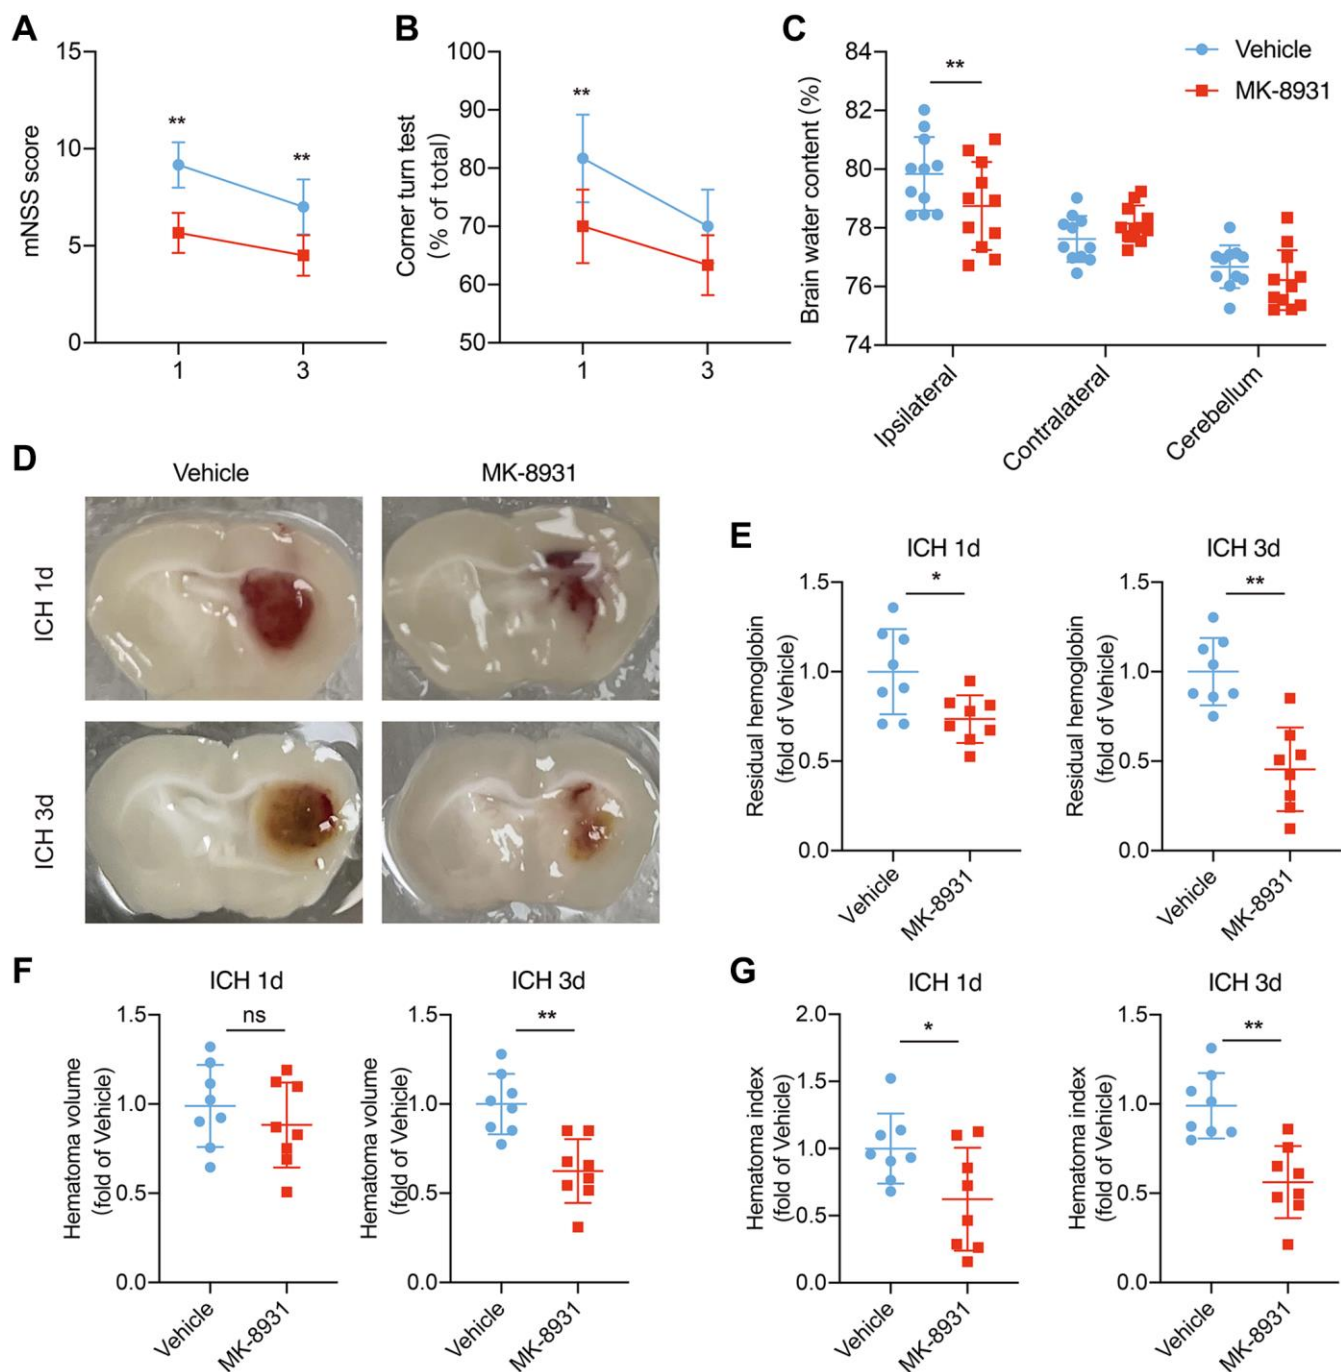 A
15
10
5
0
mNSS score
**
**
1
3
B
100
90
80
70
60
50
Corner turn test
(% of total)
**
1
3
C
84
82
80
78
76
74
Brain water content (%)
**
Vehicle
MK-8931
Ipsilateral
Contralateral
Cerebellum
D
Vehicle
MK-8931
ICH 1d
ICH 3d
E
ICH 1d
1.5
1.0
0.5
0.0
Residual hemoglobin
(fold of Vehicle)
*
Vehicle
MK-8931
ICH 3d
1.5
1.0
0.5
0.0
Residual hemoglobin
(fold of Vehicle)
**
Vehicle
MK-8931
F
ICH 1d
1.5
1.0
0.5
0.0
Hematoma volume
(fold of Vehicle)
ns
Vehicle
MK-8931
ICH 3d
1.5
1.0
0.5
0.0
Hematoma volume
(fold of Vehicle)
**
Vehicle
MK-8931
G
ICH 1d
2.0
1.5
1.0
0.5
0.0
Hematoma index
(fold of Vehicle)
*
Vehicle
MK-8931
ICH 3d
1.5
1.0
0.5
0.0
Hematoma index
(fold of Vehicle)
**
Vehicle
MK-8931